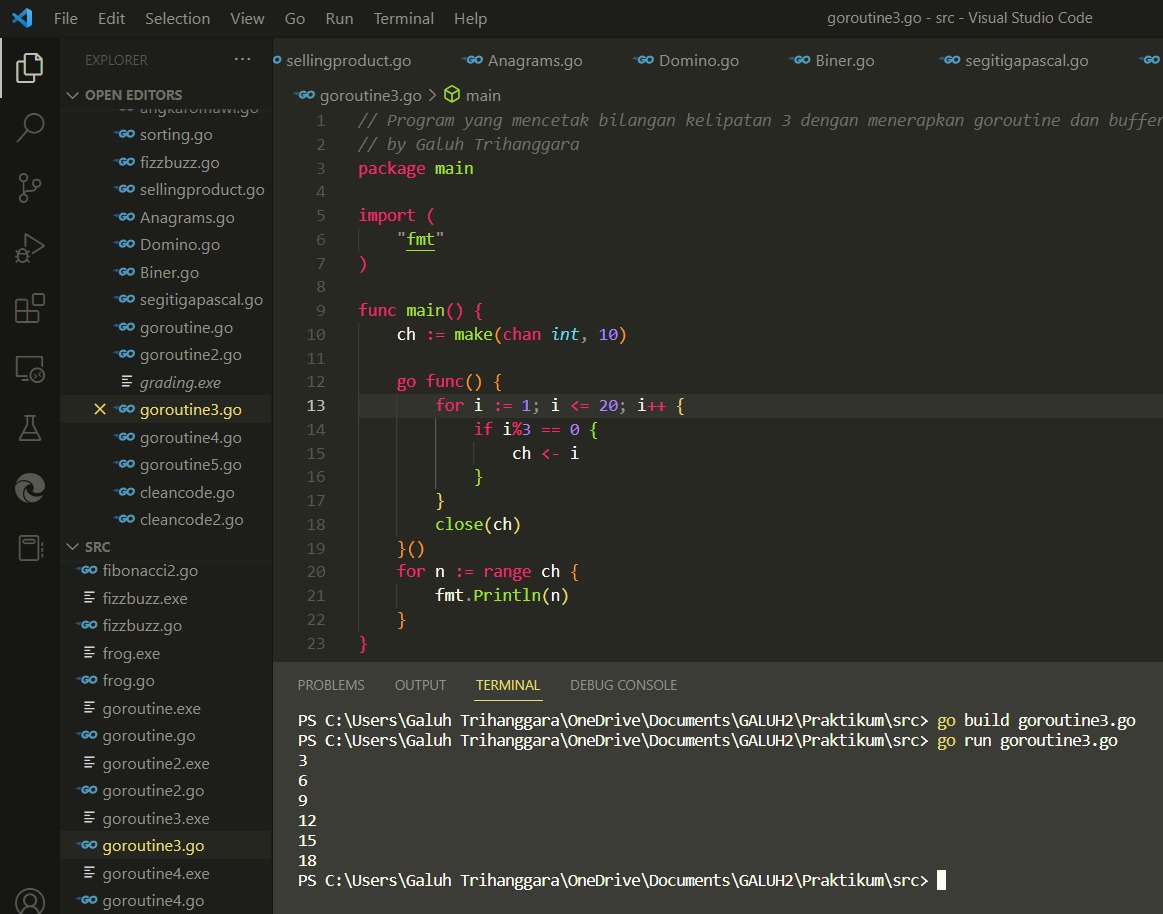 File Edit Selection View Go Run Terminal Help goroutine3.go - src - Visual Studio Code
EXPLORER ...
OPEN EDITORS
angkaromawi.go
sorting.go
fizzbuzz.go
sellingproduct.go
Anagrams.go
Domino.go
Biner.go
segitigapascal.go
goroutine.go
goroutine2.go
grading.exe
goroutine3.go
goroutine4.go
goroutine5.go
cleancode.go
cleancode2.go
SRC
fibonacci2.go
fizzbuzz.exe
fizzbuzz.go
frog.exe
frog.go
goroutine.exe
goroutine.go
goroutine2.exe
goroutine2.go
goroutine3.exe
goroutine3.go
goroutine4.exe
goroutine4.go
sellingproduct.go Anagrams.go Domino.go Biner.go segitigapascal.go
goroutine3.go > main
1 // Program yang mencetak bilangan kelipatan 3 dengan menerapkan goroutine dan buffer
2 // by Galuh Trihanggara
3 package main
4
5 import (
6 "fmt"
7 )
8
9 func main() {
10 ch := make(chan int, 10)
11
12 go func() {
13 for i := 1; i <= 20; i++ {
14 if i%3 == 0 {
15 ch <- i
16 }
17 }
18 close(ch)
19 }()
20 for n := range ch {
21 fmt.Println(n)
22 }
23 }
PROBLEMS OUTPUT TERMINAL DEBUG CONSOLE
PS C:\Users\Galuh Trihanggara\OneDrive\Documents\GALUH2\Praktikum\src> go build goroutine3.go
PS C:\Users\Galuh Trihanggara\OneDrive\Documents\GALUH2\Praktikum\src> go run goroutine3.go
3
6
9
12
15
18
PS C:\Users\Galuh Trihanggara\OneDrive\Documents\GALUH2\Praktikum\src>